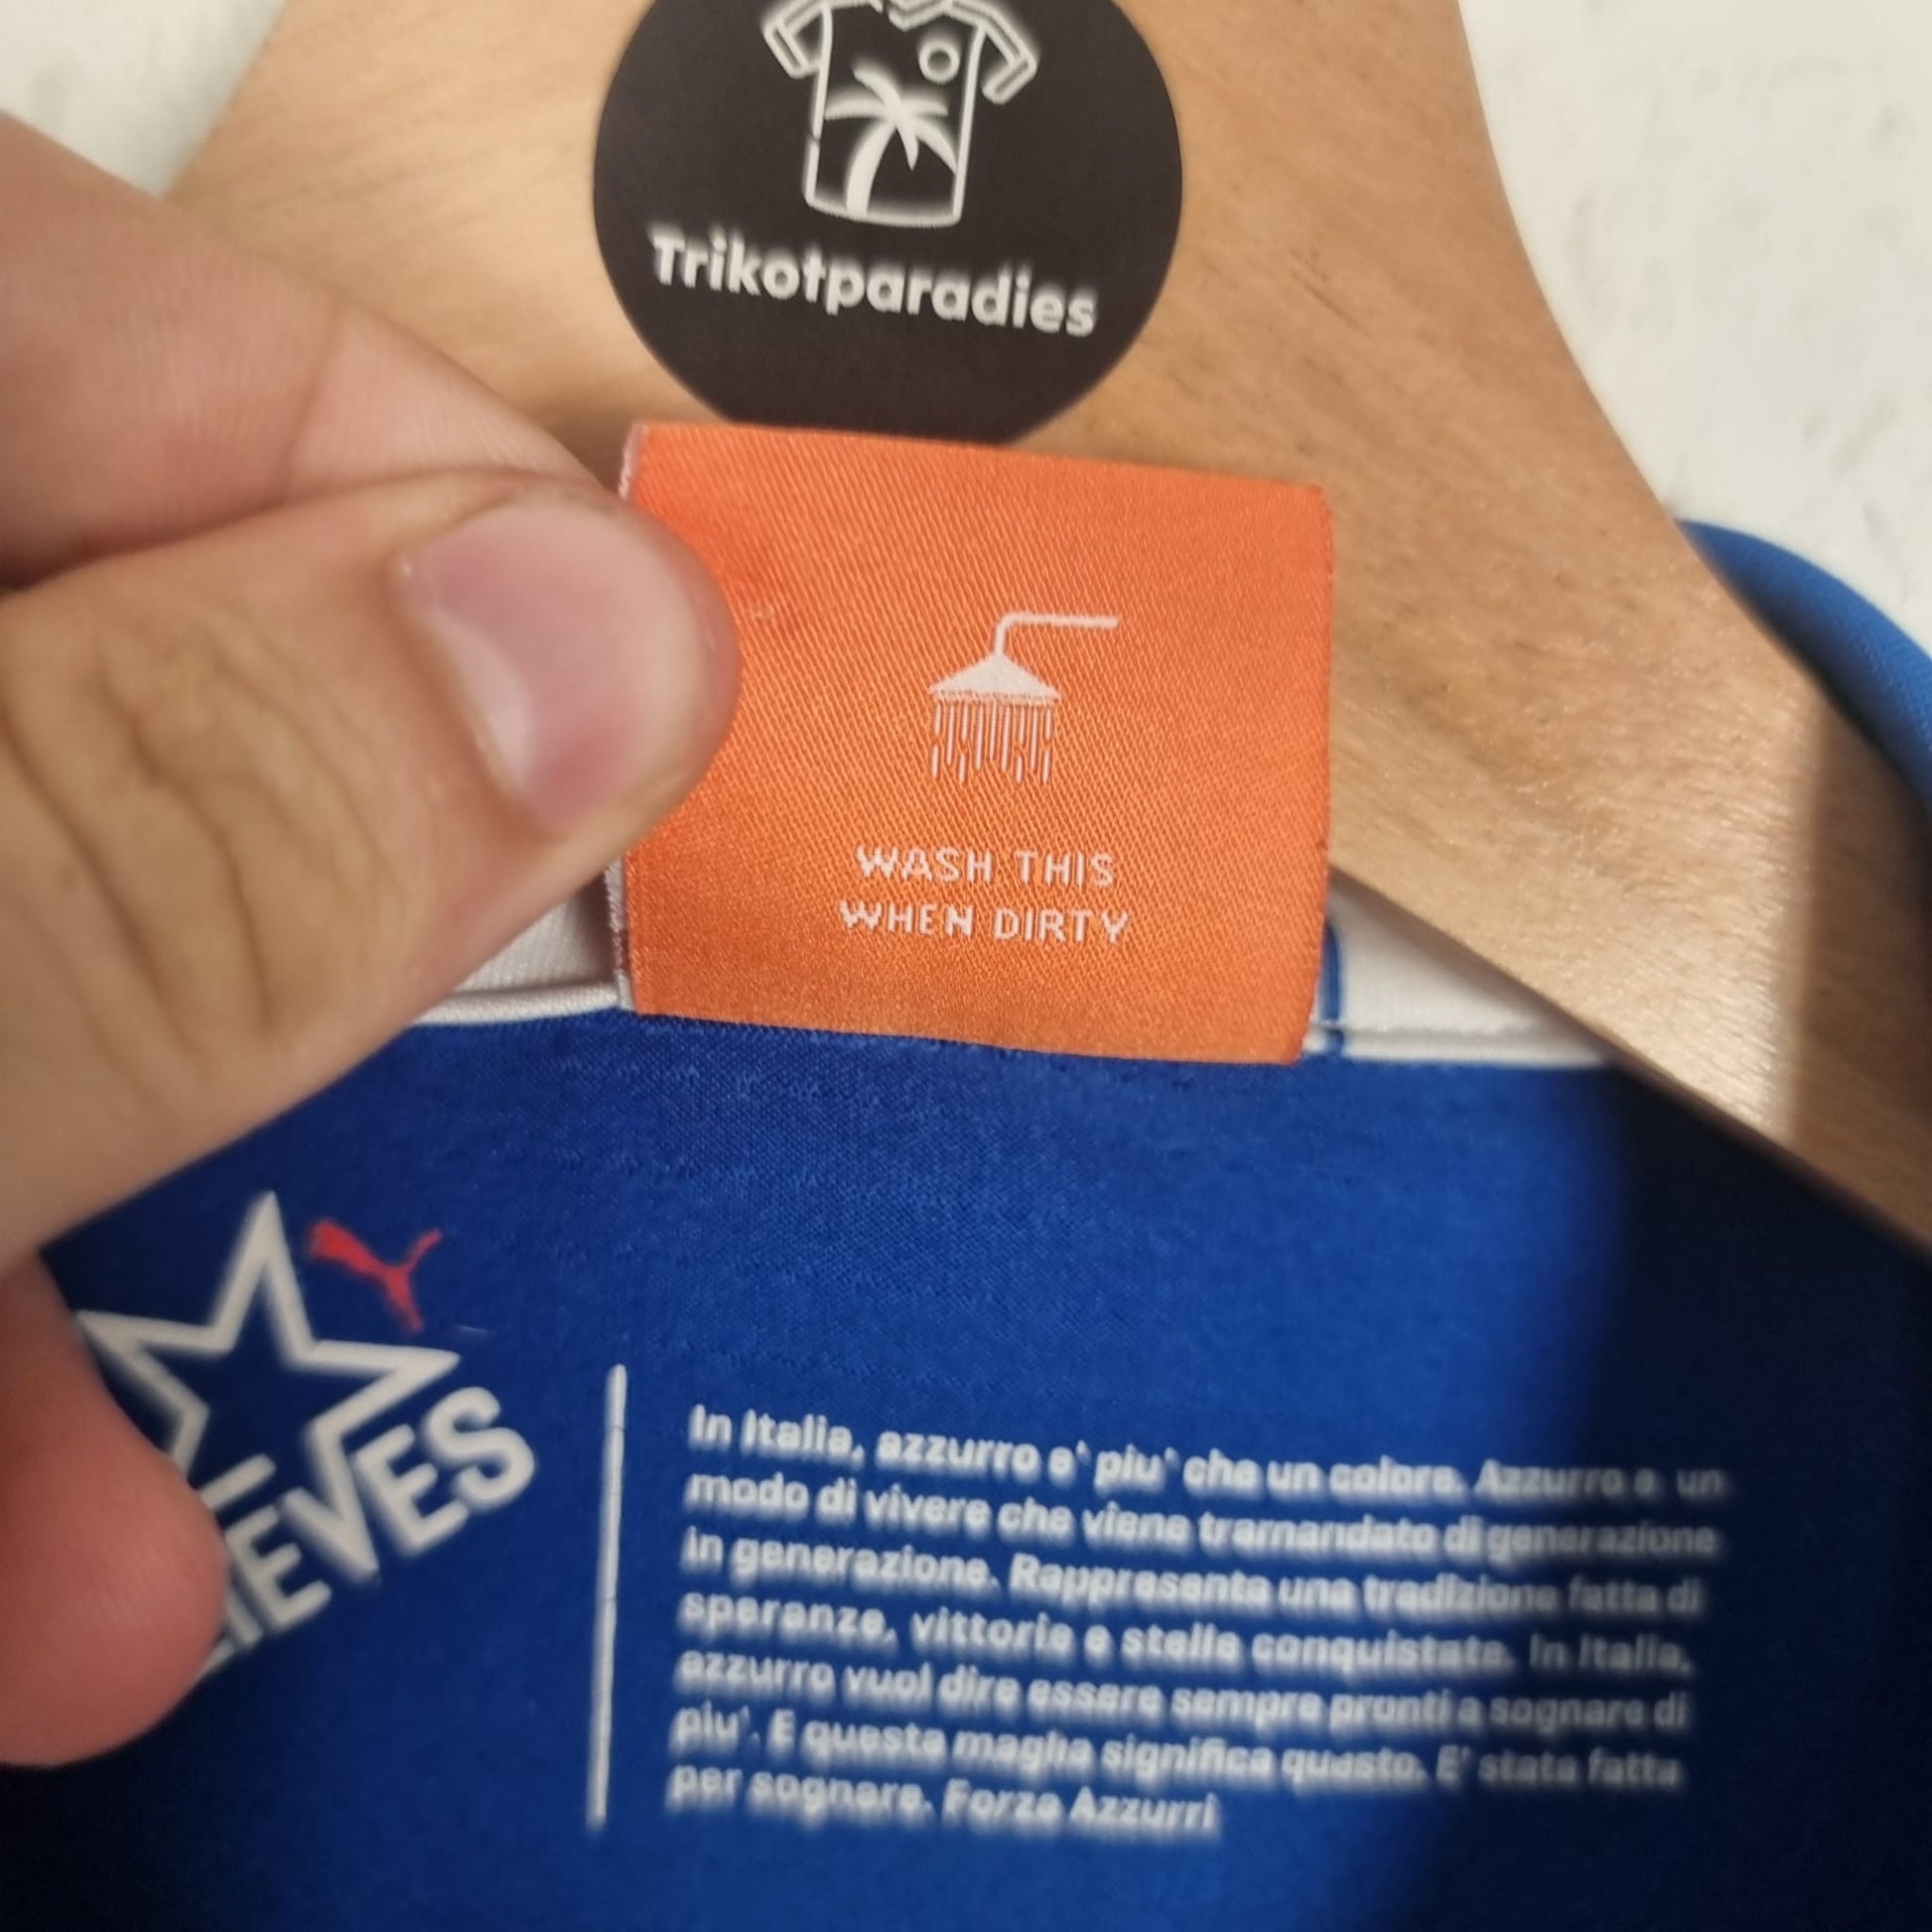 Trikotparadies
WASH THIS
WHEN DIRTY
IEVES
In Italia, azzurro e' piu' che un colore. Azzurro e un
modo di vivere che viene tramandato di generazione
in generazione. Rappresenta una tradizione fatta di
speranze, vittorie e stelle conquistate. In Italia,
azzurro vuol dire essere sempre pronti a sognare di
piu'. E questa maglia significa questo. E' stata fatta
per sognare. Forza Azzurri